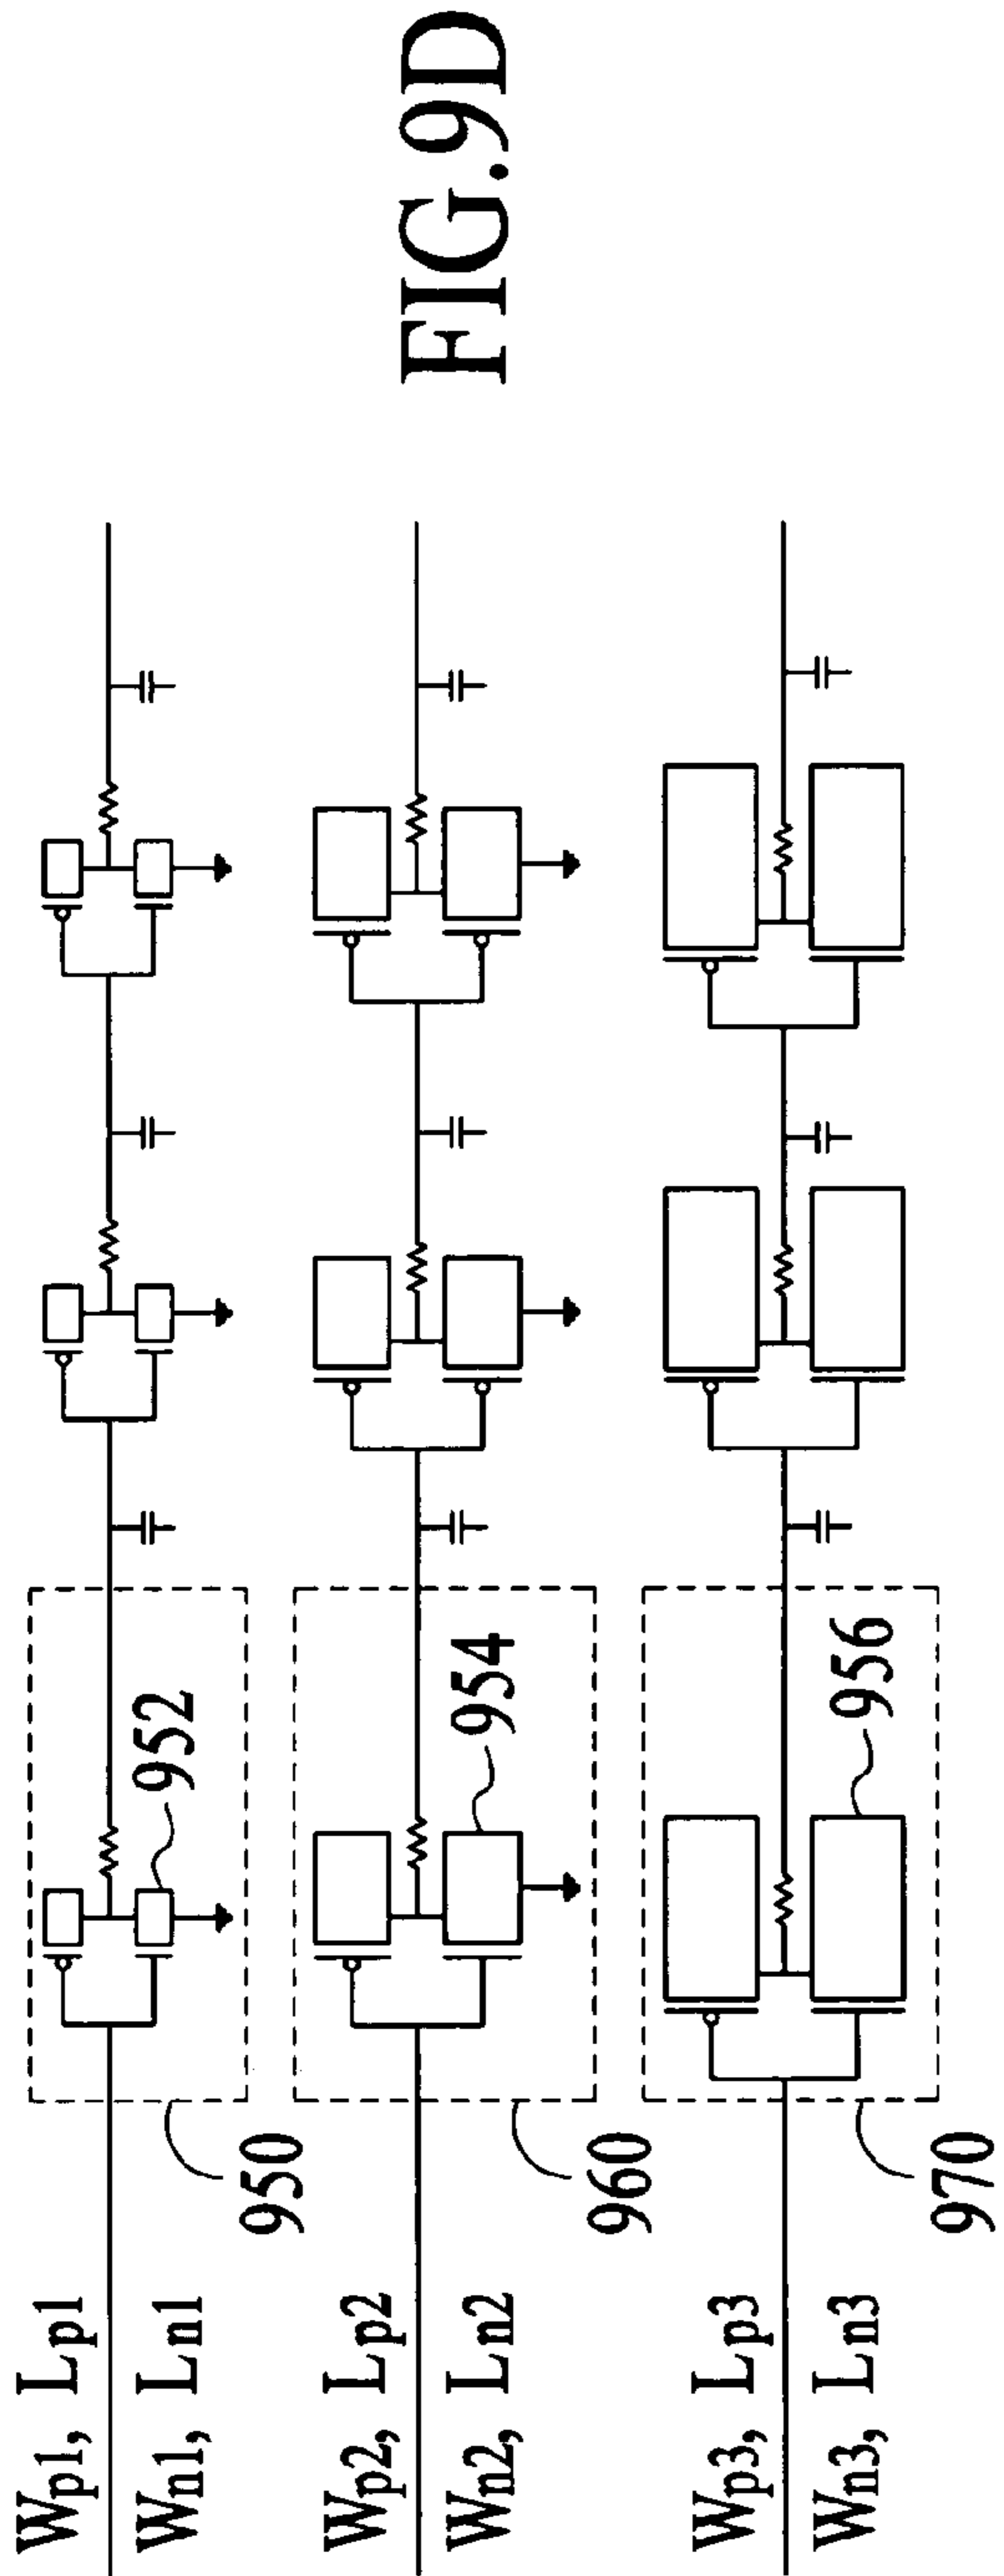 FIG.9D
Wp1, Lp1
Wn1, Ln1
950
952
Wp2, Lp2
Wn2, Ln2
960
954
Wp3, Lp3
Wn3, Ln3
970
956